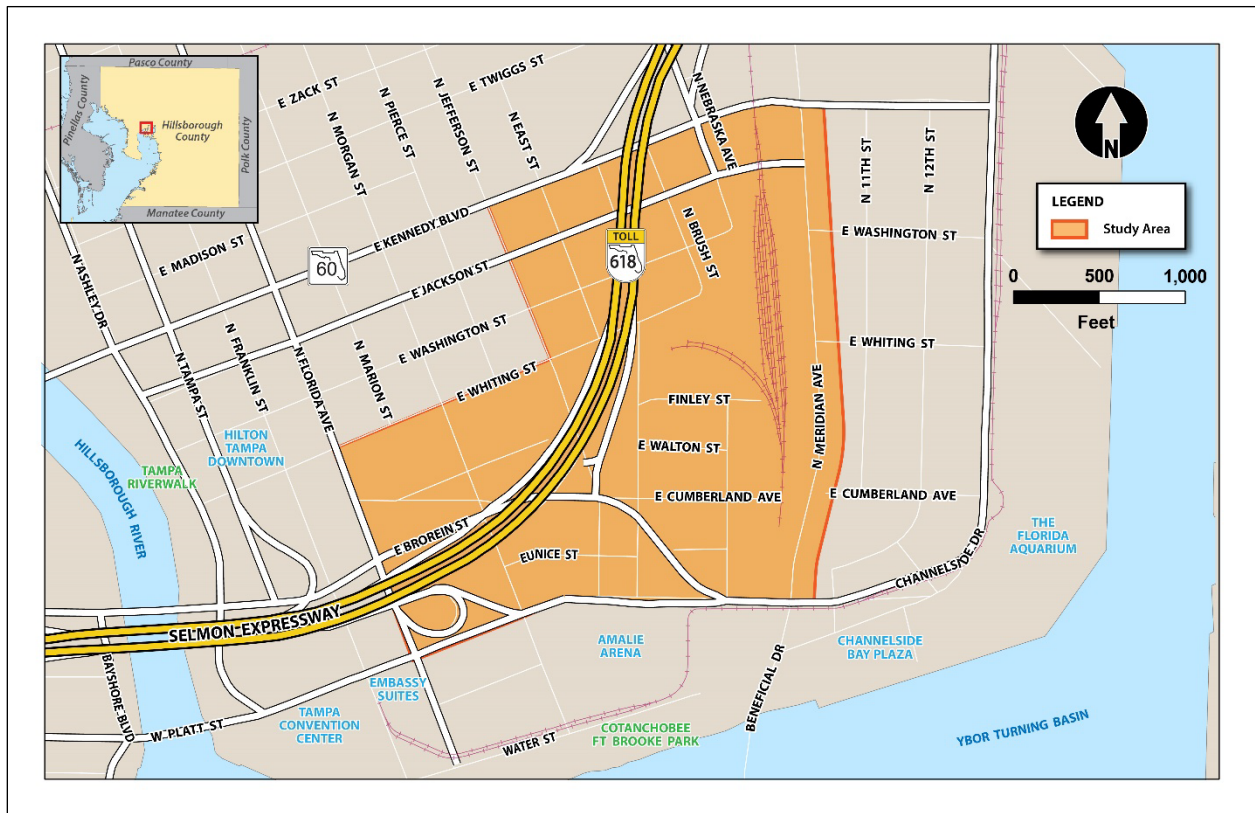 Pasco County
Pinellas County
Hillsborough
County
Polk County
Manatee County
E ZACK ST
E TWIGGS ST
N PIERCE ST
N JEFFERSON ST
N EAST ST
N MORGAN ST
N NEBRASKA AVE
N 11TH ST
N 12TH ST
N
LEGEND
Study Area
0 500 1,000
Feet
E MADISON ST
60
E KENNEDY BLVD
E JACKSON ST
TOLL
618
N BRUSH ST
E WASHINGTON ST
N ASHLEY DR
N TAMPA ST
N FRANKLIN ST
N FLORIDA AVE
N MARION ST
E WASHINGTON ST
E WHITING ST
E WHITING ST
N MERIDIAN AVE
FINLEY ST
E WALTON ST
E CUMBERLAND AVE
E CUMBERLAND AVE
HILTON
TAMPA
DOWNTOWN
TAMPA
RIVERWALK
HILLSBOROUGH RIVER
E BROREIN ST
EUNICE ST
THE
FLORIDA
AQUARIUM
CHANNELSIDE DR
SELMON EXPRESSWAY
AMALIE
ARENA
CHANNELSIDE
BAY PLAZA
BAYSHORE BLVD
W PLATT ST
EMBASSY
SUITES
TAMPA
CONVENTION
CENTER
WATER ST
COTANCHOBEE
FT BROOKE PARK
BENEFICIAL DR
YBOR TURNING BASIN